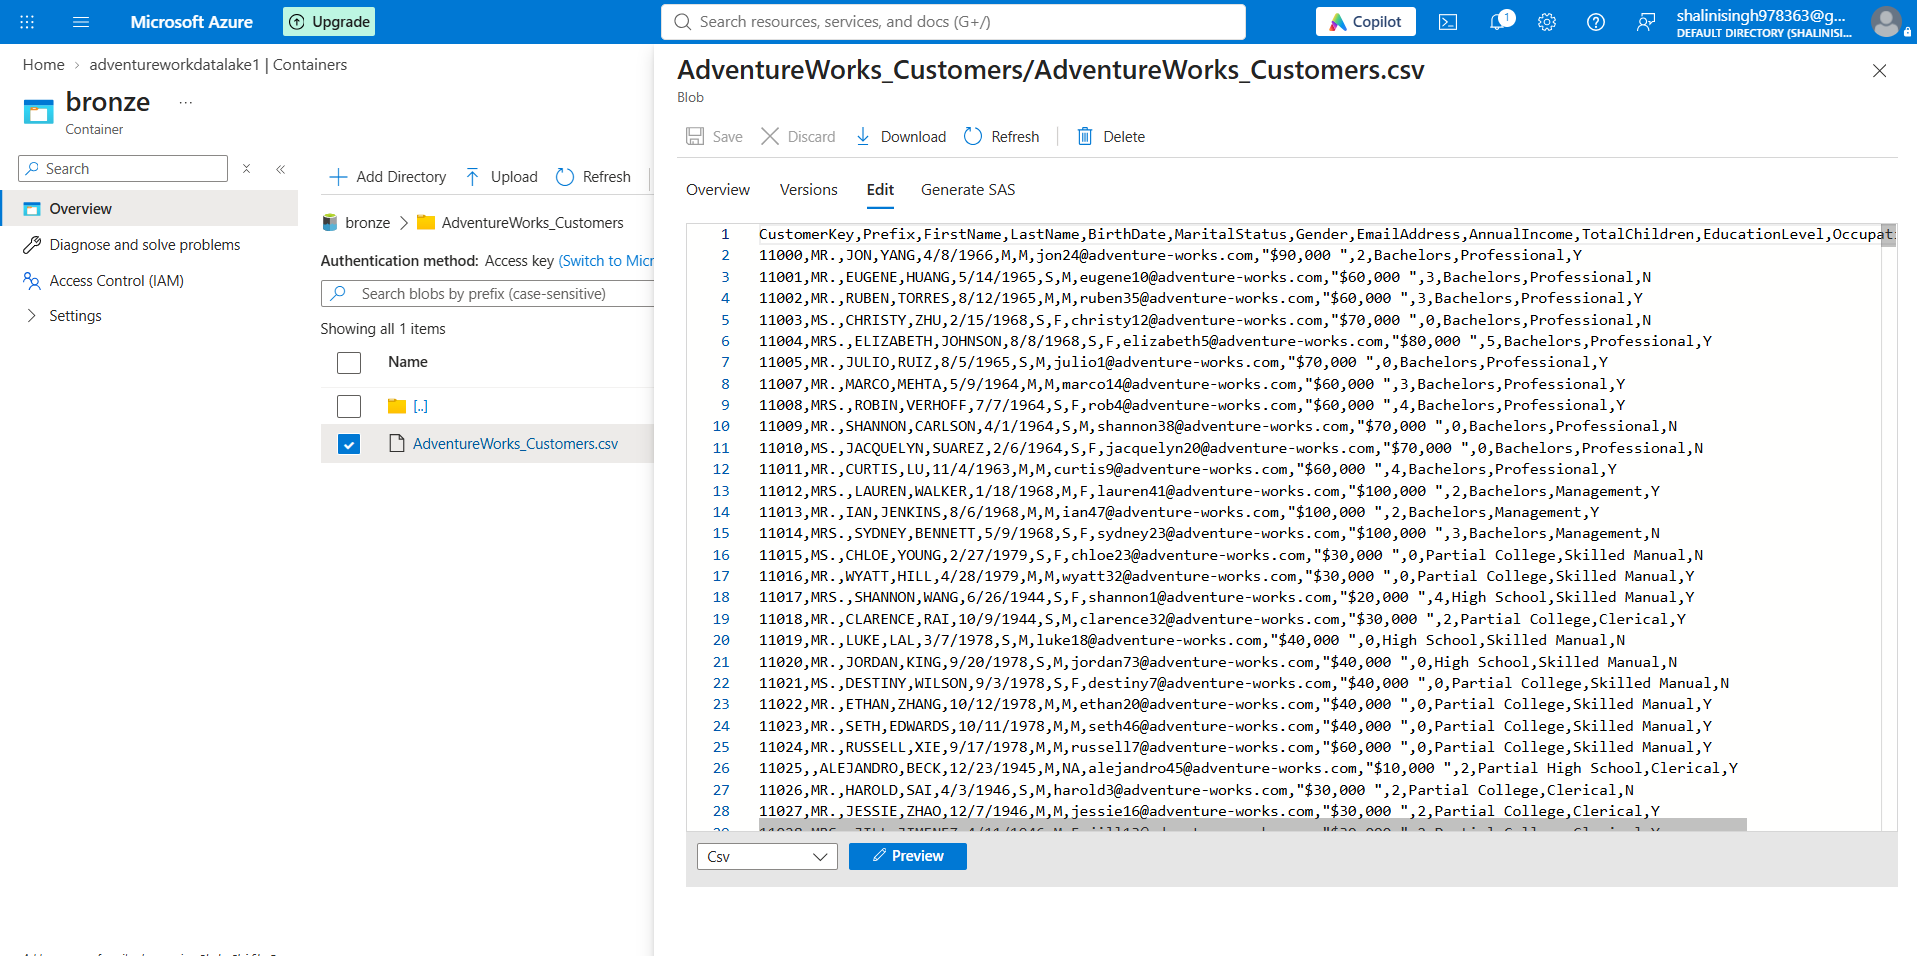 Microsoft Azure
Upgrade
Search resources, services, and docs (G+/)
Copilot
1
shalinisingh978363@g...
DEFAULT DIRECTORY (SHALINISI...
Home > adventureworkdatalake1 | Containers
bronze ...
Container
Search
Overview
Diagnose and solve problems
Access Control (IAM)
Settings
Add Directory Upload Refresh
bronze > AdventureWorks_Customers
Authentication method: Access key (Switch to Micr
Search blobs by prefix (case-sensitive)
Showing all 1 items
Name
[..]
AdventureWorks_Customers.csv
AdventureWorks_Customers/AdventureWorks_Customers.csv
Blob
Save Discard Download Refresh Delete
Overview Versions Edit Generate SAS
1 CustomerKey,Prefix,FirstName,LastName,BirthDate,MaritalStatus,Gender,EmailAddress,AnnualIncome,TotalChildren,EducationLevel,Occupati
2 11000,MR.,JON,YANG,4/8/1966,M,M,jon24@adventure-works.com,"$90,000 ",2,Bachelors,Professional,Y
3 11001,MR.,EUGENE,HUANG,5/14/1965,S,M,eugene10@adventure-works.com,"$60,000 ",3,Bachelors,Professional,N
4 11002,MR.,RUBEN,TORRES,8/12/1965,M,M,ruben35@adventure-works.com,"$60,000 ",3,Bachelors,Professional,Y
5 11003,MS.,CHRISTY,ZHU,2/15/1968,S,F,christy12@adventure-works.com,"$70,000 ",0,Bachelors,Professional,N
6 11004,MRS.,ELIZABETH,JOHNSON,8/8/1968,S,F,elizabeth5@adventure-works.com,"$80,000 ",5,Bachelors,Professional,Y
7 11005,MR.,JULIO,RUIZ,8/5/1965,S,M,julio1@adventure-works.com,"$70,000 ",0,Bachelors,Professional,Y
8 11007,MR.,MARCO,MEHTA,5/9/1964,M,M,marco14@adventure-works.com,"$60,000 ",3,Bachelors,Professional,Y
9 11008,MRS.,ROBIN,VERHOFF,7/7/1964,S,F,rob4@adventure-works.com,"$60,000 ",4,Bachelors,Professional,Y
10 11009,MR.,SHANNON,CARLSON,4/1/1964,S,M,shannon38@adventure-works.com,"$70,000 ",0,Bachelors,Professional,N
11 11010,MS.,JACQUELYN,SUAREZ,2/6/1964,S,F,jacquelyn20@adventure-works.com,"$70,000 ",0,Bachelors,Professional,N
12 11011,MR.,CURTIS,LU,11/4/1963,M,M,curtis9@adventure-works.com,"$60,000 ",4,Bachelors,Professional,Y
13 11012,MRS.,LAUREN,WALKER,1/18/1968,M,F,lauren41@adventure-works.com,"$100,000 ",2,Bachelors,Management,Y
14 11013,MR.,IAN,JENKINS,8/6/1968,M,M,ian47@adventure-works.com,"$100,000 ",2,Bachelors,Management,Y
15 11014,MRS.,SYDNEY,BENNETT,5/9/1968,S,F,sydney23@adventure-works.com,"$100,000 ",3,Bachelors,Management,N
16 11015,MS.,CHLOE,YOUNG,2/27/1979,S,F,chloe23@adventure-works.com,"$30,000 ",0,Partial College,Skilled Manual,N
17 11016,MR.,WYATT,HILL,4/28/1979,M,M,wyatt32@adventure-works.com,"$30,000 ",0,Partial College,Skilled Manual,Y
18 11017,MRS.,SHANNON,WANG,6/26/1944,S,F,shannon1@adventure-works.com,"$20,000 ",4,High School,Skilled Manual,Y
19 11018,MR.,CLARENCE,RAI,10/9/1944,S,M,clarence32@adventure-works.com,"$30,000 ",2,Partial College,Clerical,Y
20 11019,MR.,LUKE,LAL,3/7/1978,S,M,luke18@adventure-works.com,"$40,000 ",0,High School,Skilled Manual,N
21 11020,MR.,JORDAN,KING,9/20/1978,S,M,jordan73@adventure-works.com,"$40,000 ",0,High School,Skilled Manual,N
22 11021,MS.,DESTINY,WILSON,9/3/1978,S,F,destiny7@adventure-works.com,"$40,000 ",0,Partial College,Skilled Manual,N
23 11022,MR.,ETHAN,ZHANG,10/12/1978,M,M,ethan20@adventure-works.com,"$40,000 ",0,Partial College,Skilled Manual,Y
24 11023,MR.,SETH,EDWARDS,10/11/1978,M,M,seth46@adventure-works.com,"$40,000 ",0,Partial College,Skilled Manual,Y
25 11024,MR.,RUSSELL,XIE,9/17/1978,M,M,russell7@adventure-works.com,"$60,000 ",0,Partial College,Skilled Manual,Y
26 11025,,ALEJANDRO,BECK,12/23/1945,M,NA,alejandro45@adventure-works.com,"$10,000 ",2,Partial High School,Clerical,Y
27 11026,MR.,HAROLD,SAI,4/3/1946,S,M,harold3@adventure-works.com,"$30,000 ",2,Partial College,Clerical,N
28 11027,MR.,JESSIE,ZHAO,12/7/1946,M,M,jessie16@adventure-works.com,"$30,000 ",2,Partial College,Clerical,Y
Csv
Preview